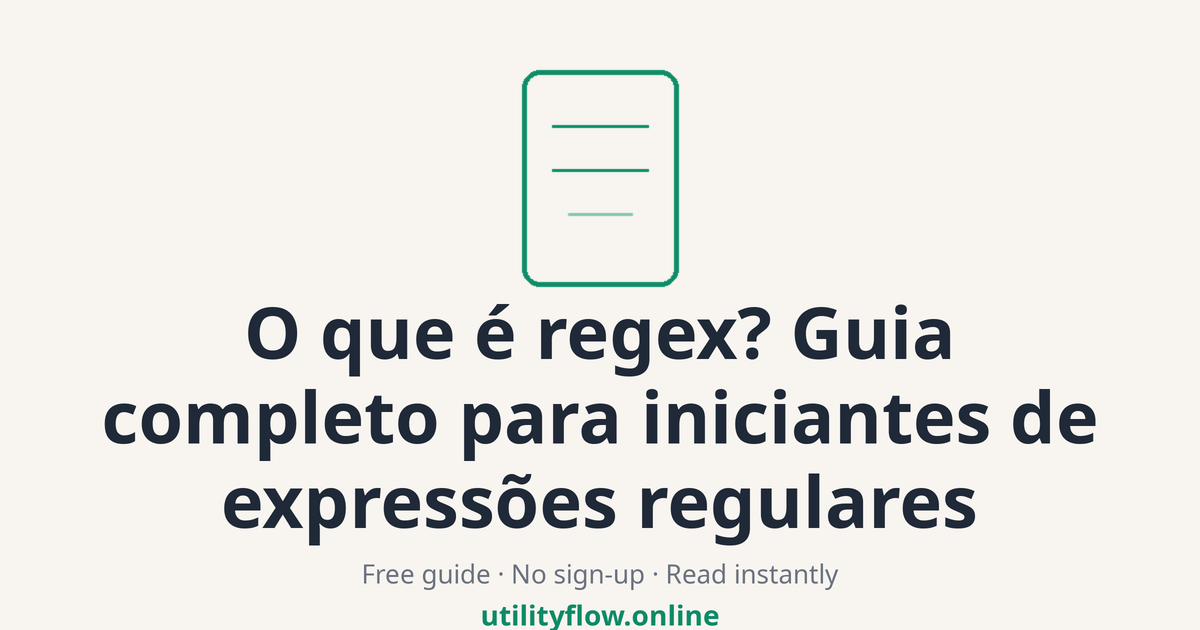 O que é regex? Guia
completo para iniciantes de
expressões regulares
Free guide · No sign-up · Read instantly
utilityflow.online